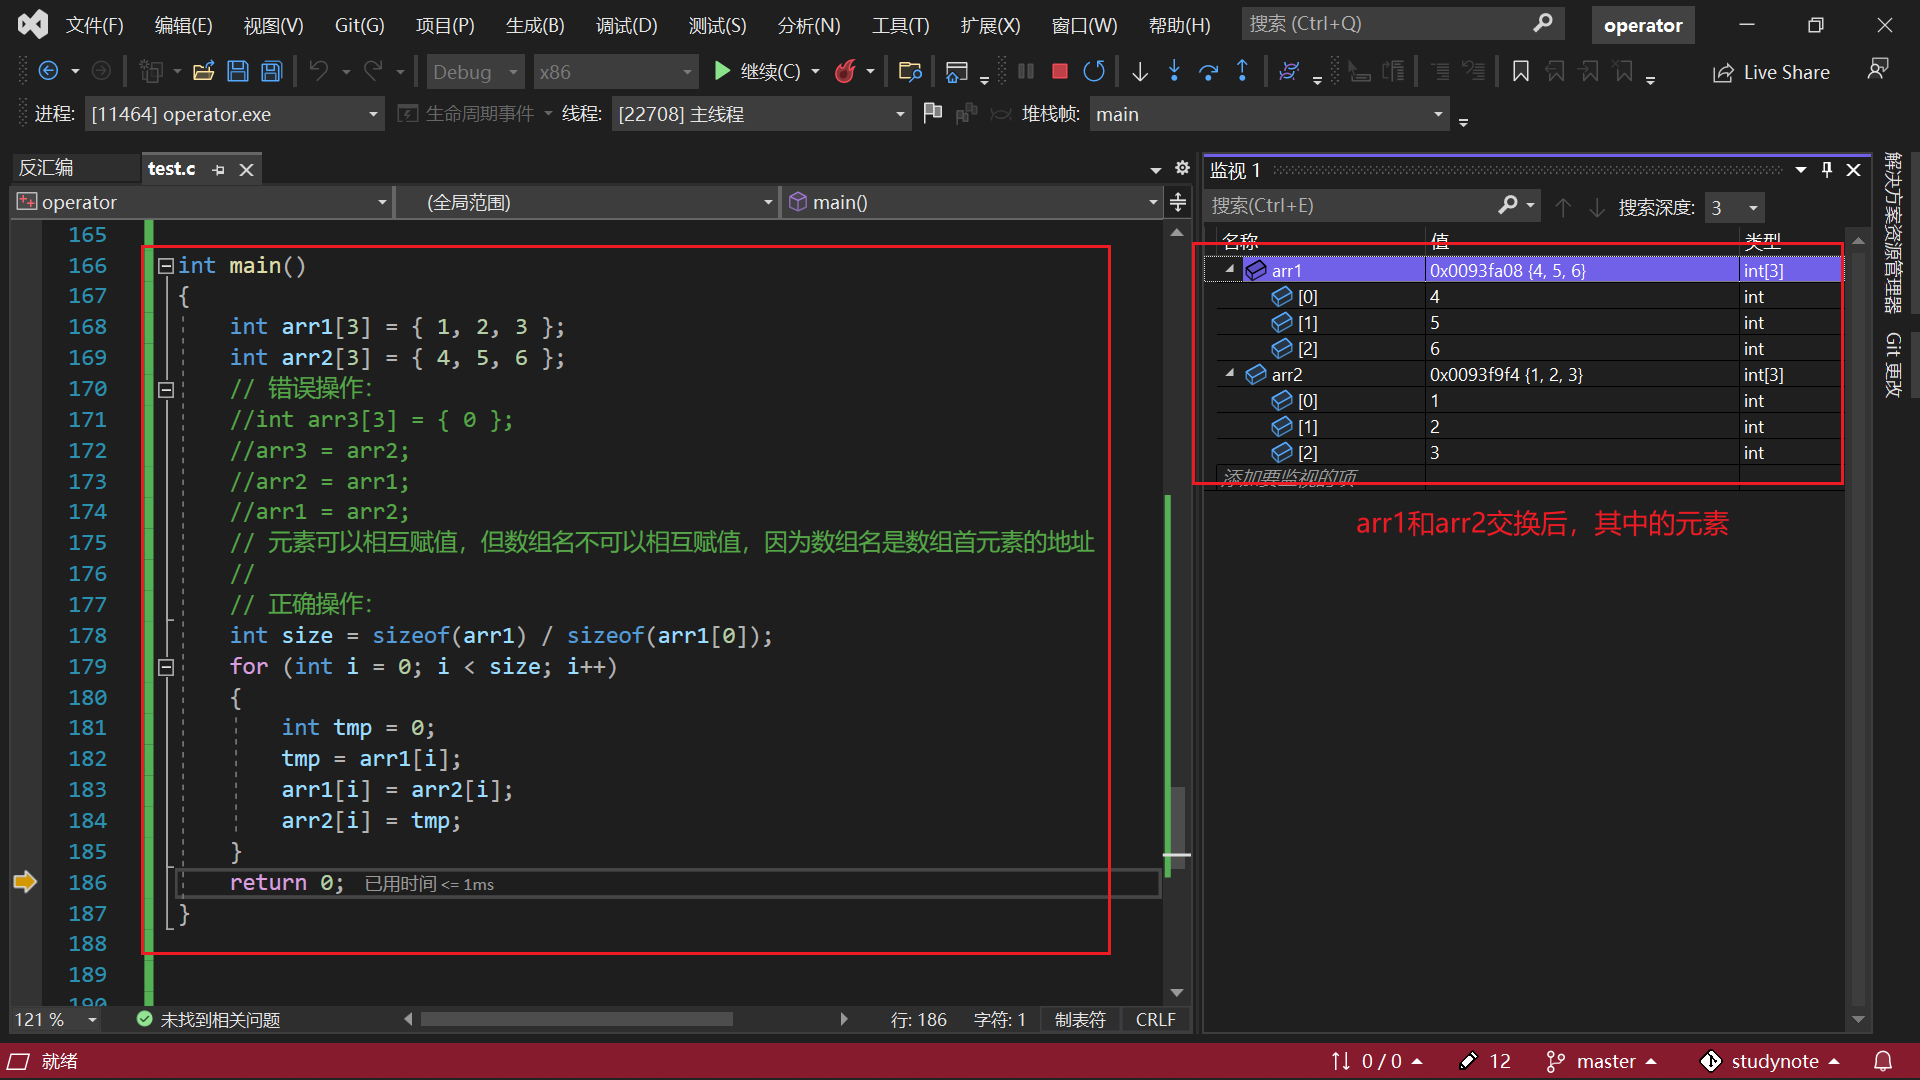 文件(F) 编辑(E) 视图(V) Git(G) 项目(P) 生成(B) 调试(D) 测试(S) 分析(N) 工具(T) 扩展(X) 窗口(W) 帮助(H) 搜索 (Ctrl+Q) operator
Debug x86 继续(C) Live Share
进程: [11464] operator.exe 生命周期事件 线程: [22708] 主线程 堆栈帧: main
反汇编 test.c
operator (全局范围) main()
165
166 int main()
167 {
168 int arr1[3] = { 1, 2, 3 };
169 int arr2[3] = { 4, 5, 6 };
170 // 错误操作:
171 //int arr3[3] = { 0 };
172 //arr3 = arr2;
173 //arr2 = arr1;
174 //arr1 = arr2;
175 // 元素可以相互赋值，但数组名不可以相互赋值，因为数组名是数组首元素的地址
176 //
177 // 正确操作:
178 int size = sizeof(arr1) / sizeof(arr1[0]);
179 for (int i = 0; i < size; i++)
180 {
181 int tmp = 0;
182 tmp = arr1[i];
183 arr1[i] = arr2[i];
184 arr2[i] = tmp;
185 }
186 return 0; 已用时间 <= 1ms
187 }
188
189
190
121 % 未找到相关问题 行: 186 字符: 1 制表符 CRLF
监视 1
搜索(Ctrl+E) 搜索深度: 3
名称 值 类型
arr1 0x0093fa08 {4, 5, 6} int[3]
[0] 4 int
[1] 5 int
[2] 6 int
arr2 0x0093f9f4 {1, 2, 3} int[3]
[0] 1 int
[1] 2 int
[2] 3 int
添加要监视的项
arr1和arr2交换后，其中的元素
解决方案资源管理器
Git 更改
就绪 0 / 0 12 master studynote